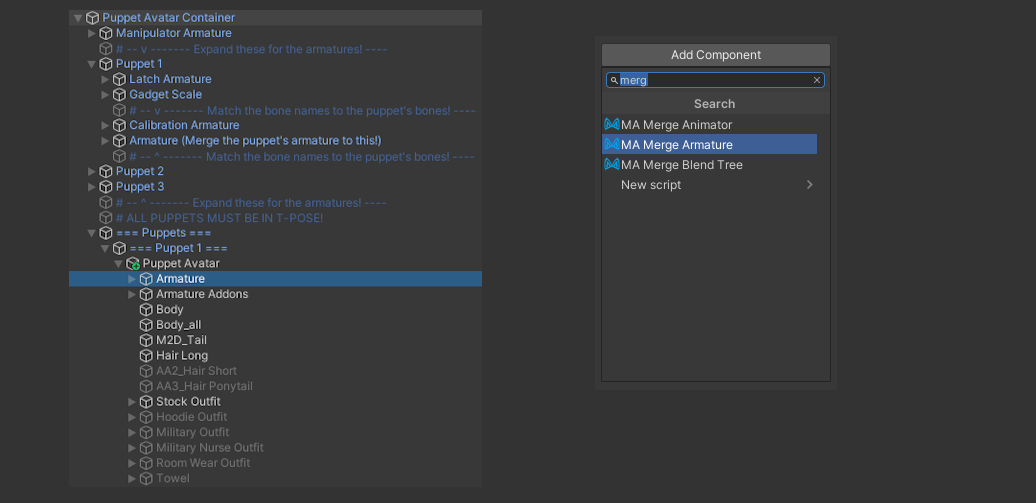 Puppet Avatar Container
Manipulator Armature
# -- v ------- Expand these for the armatures! ----
Puppet 1
Latch Armature
Gadget Scale
# -- v ------- Match the bone names to the puppet's bones! ----
Calibration Armature
Armature (Merge the puppet's armature to this!)
# -- ^ ------- Match the bone names to the puppet's bones! ----
Puppet 2
Puppet 3
# -- ^ ------- Expand these for the armatures! ----
# ALL PUPPETS MUST BE IN T-POSE!
=== Puppets ===
=== Puppet 1 ===
Puppet Avatar
Armature
Armature Addons
Body
Body_all
M2D_Tail
Hair Long
AA2_Hair Short
AA3_Hair Ponytail
Stock Outfit
Hoodie Outfit
Military Outfit
Military Nurse Outfit
Room Wear Outfit
Towel
Add Component
merg
Search
MA Merge Animator
MA Merge Armature
MA Merge Blend Tree
New script